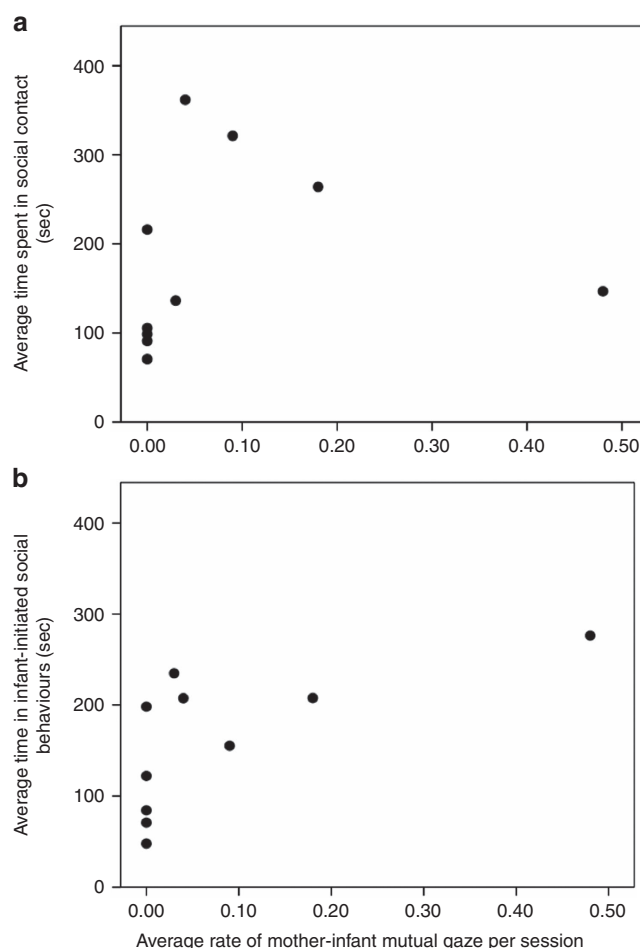 a
Average time spent in social contact
(sec)
400
300
200
100
0
0.00 0.10 0.20 0.30 0.40 0.50
b
Average time in infant-initiated social
behaviours (sec)
400
300
200
100
0
0.00 0.10 0.20 0.30 0.40 0.50
Average rate of mother-infant mutual gaze per session